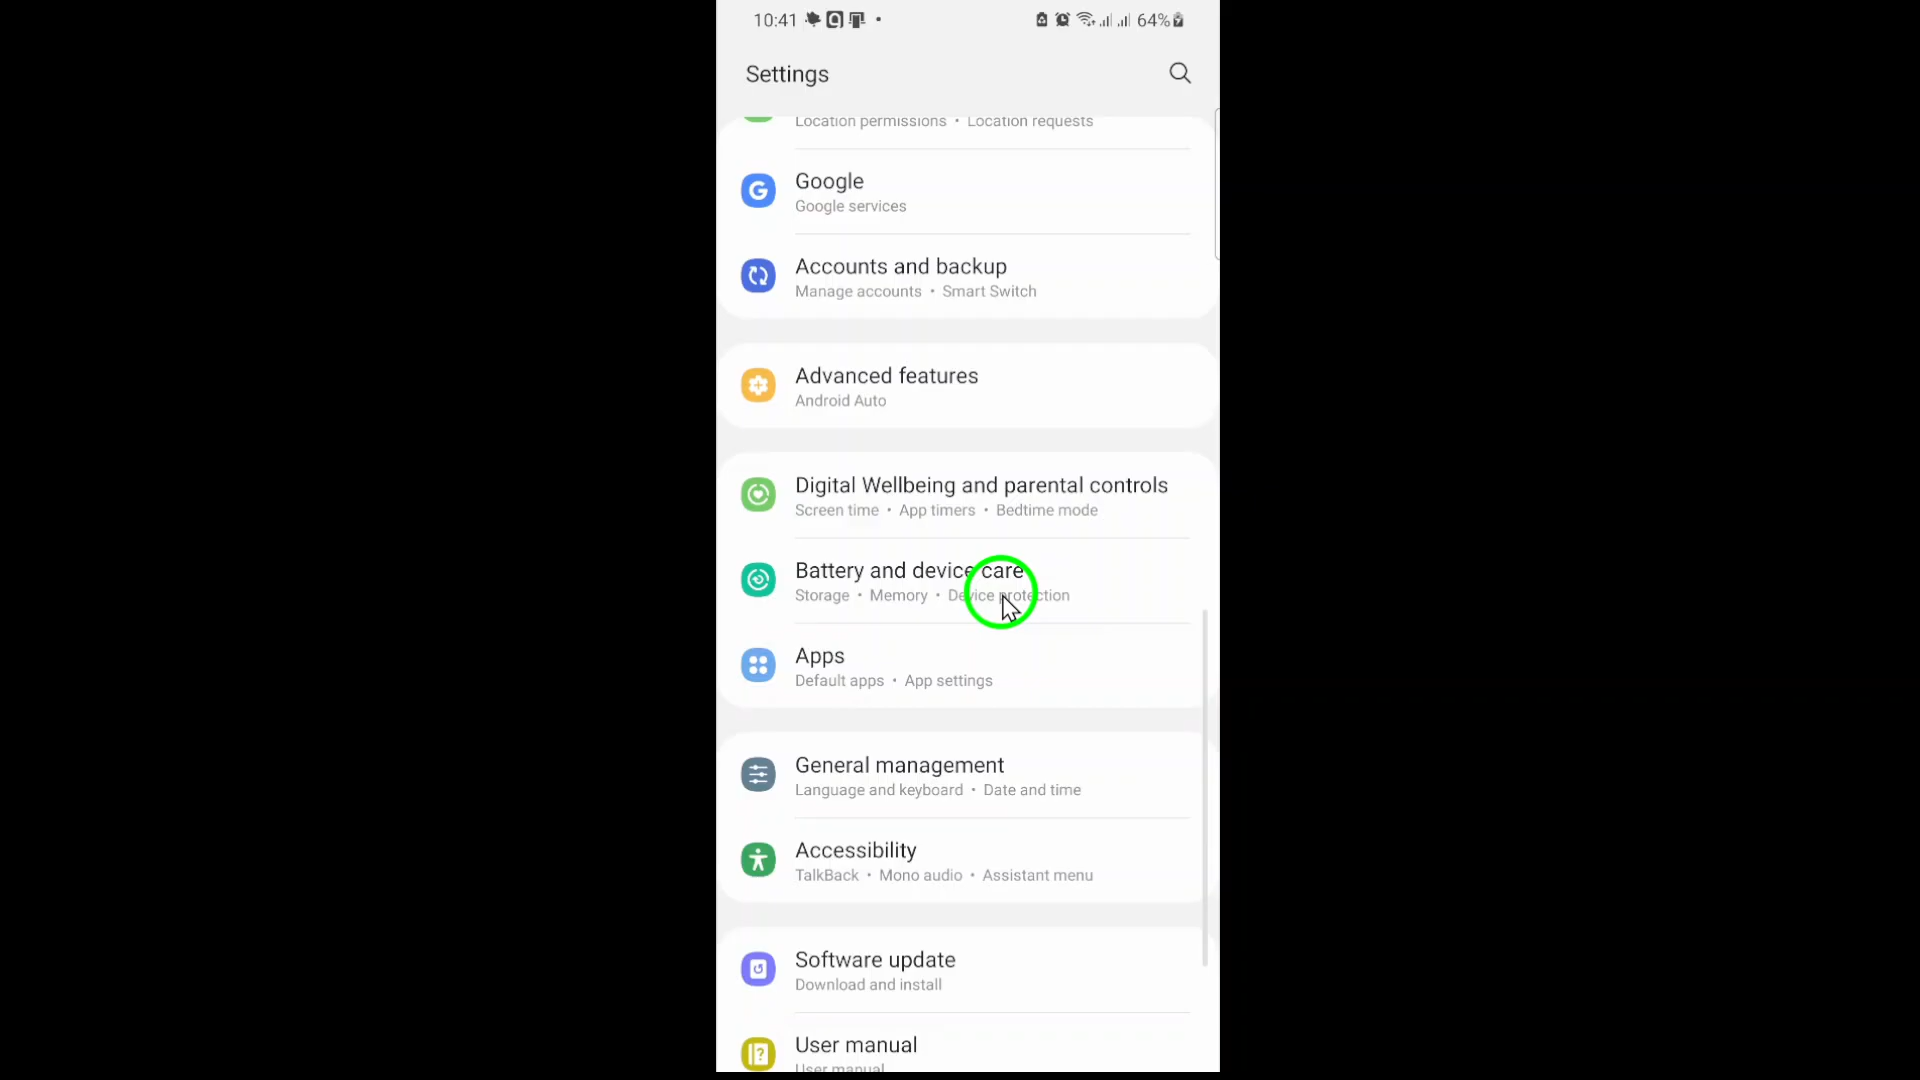 10:41 64%
Settings
Location permissions • Location requests
Google
Google services
Accounts and backup
Manage accounts • Smart Switch
Advanced features
Android Auto
Digital Wellbeing and parental controls
Screen time • App timers • Bedtime mode
Battery and device care
Storage • Memory • Device protection
Apps
Default apps • App settings
General management
Language and keyboard • Date and time
Accessibility
TalkBack • Mono audio • Assistant menu
Software update
Download and install
User manual
User manual